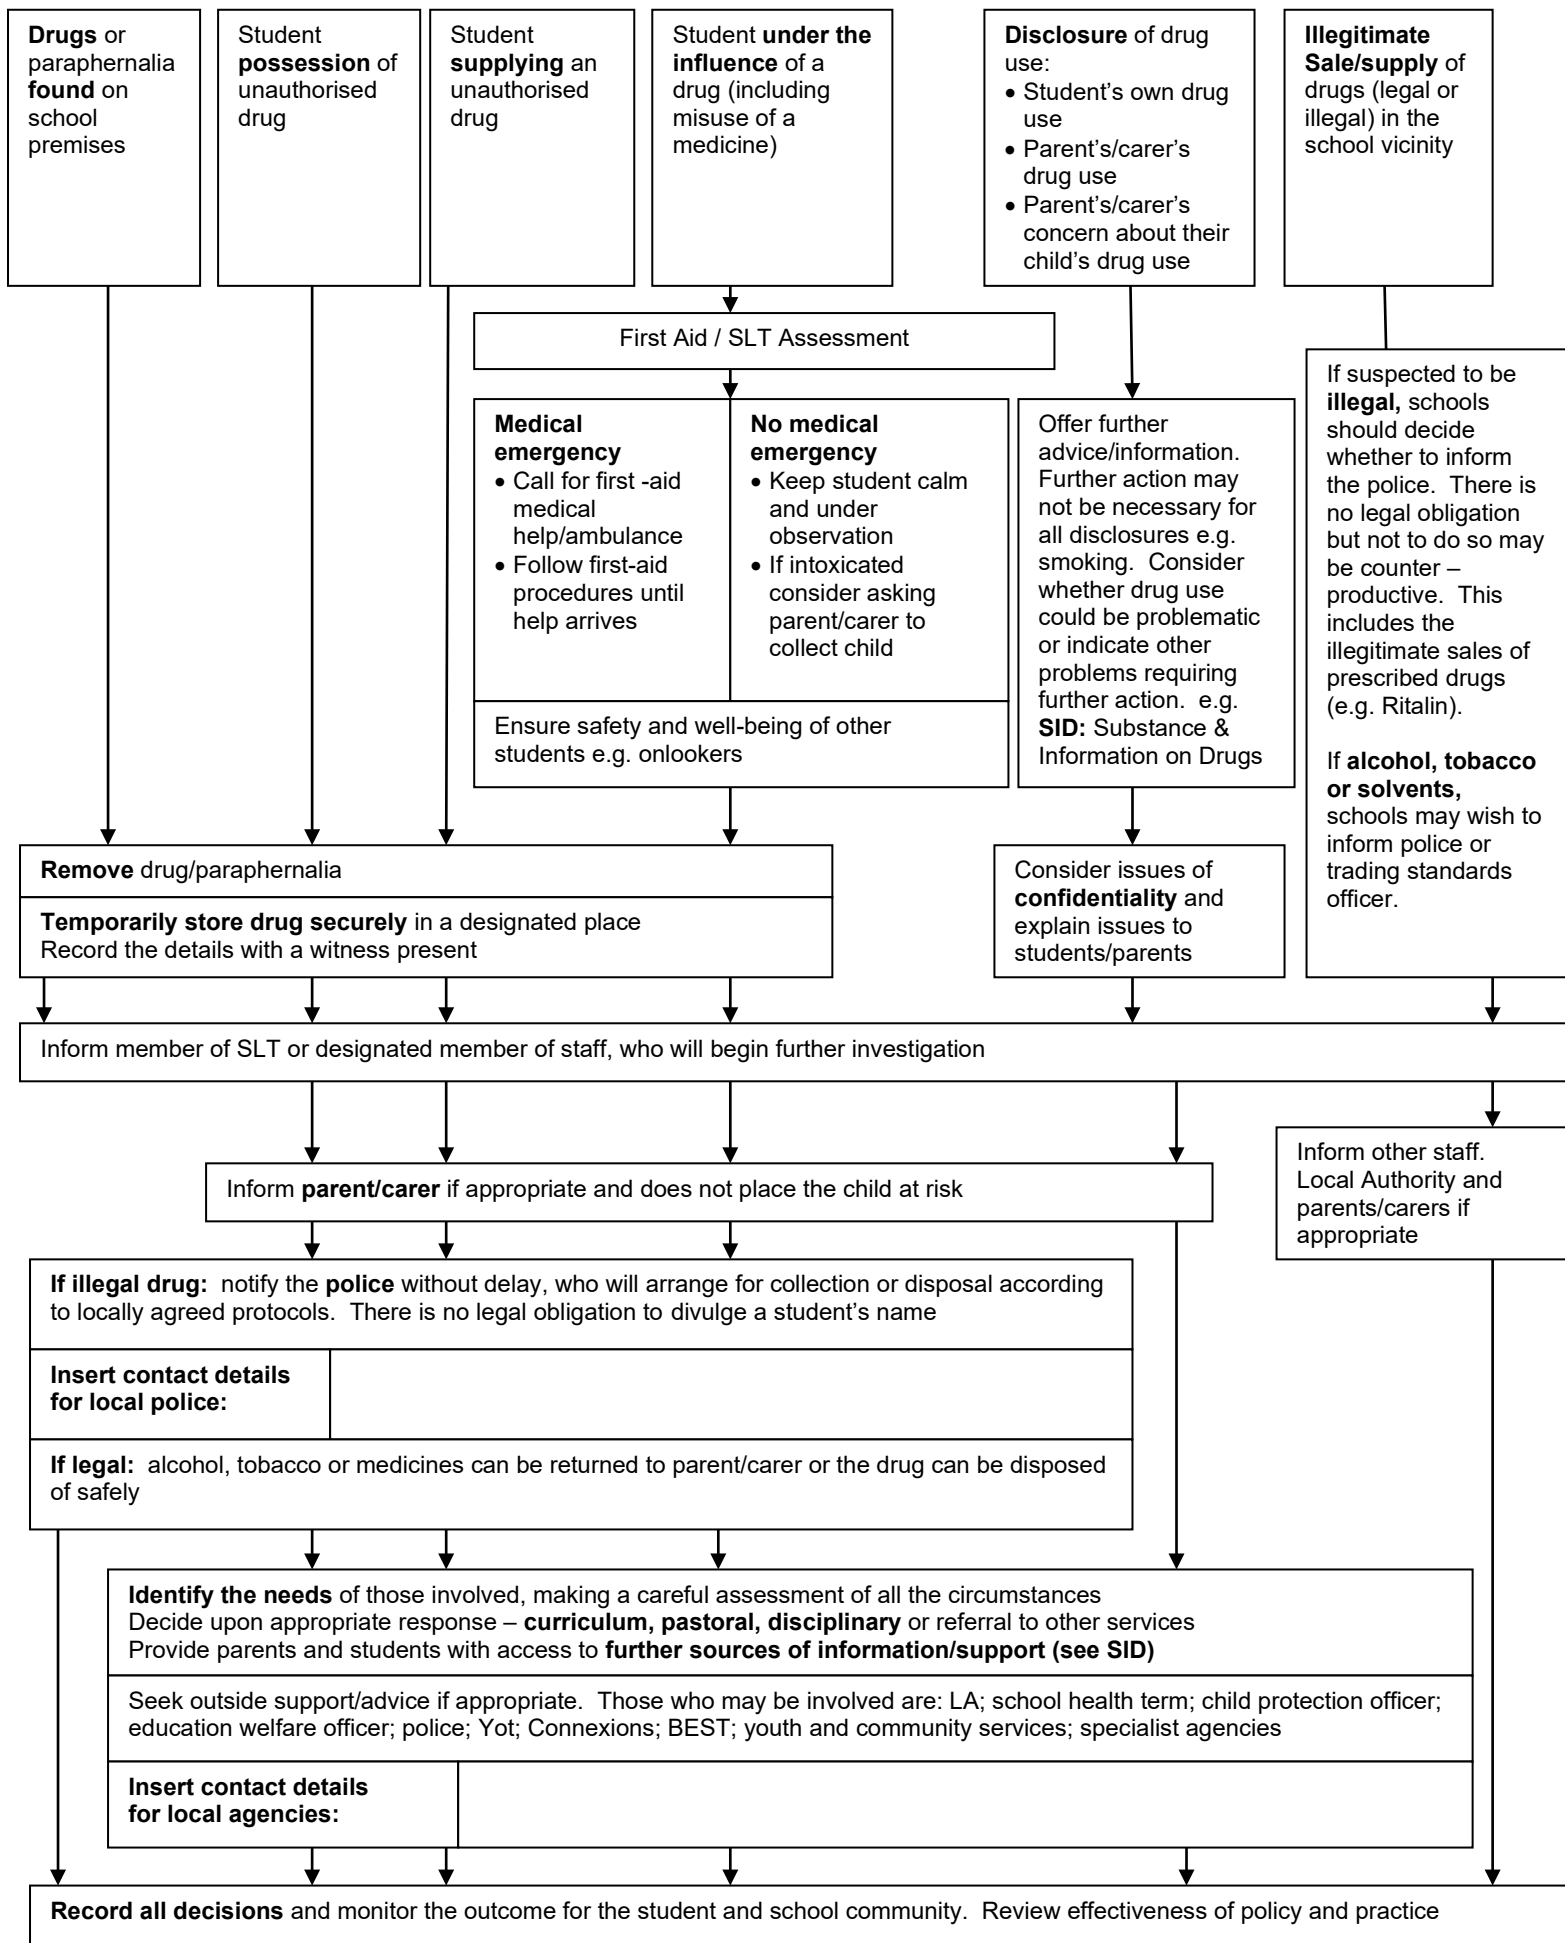 Drugs or
paraphernalia
found on
school
premises
Student
possession of
unauthorised
drug
Student
supplying an
unauthorised
drug
Student under the
influence of a
drug (including
misuse of a
medicine)
Disclosure of drug
use:
• Student's own drug
use
• Parent's/carer's
drug use
• Parent's/carer's
concern about their
child's drug use
Illegitimate
Sale/supply of
drugs (legal or
illegal) in the
school vicinity
First Aid / SLT Assessment
Medical
emergency
• Call for first -aid
medical
help/ambulance
• Follow first-aid
procedures until
help arrives
No medical
emergency
• Keep student calm
and under
observation
• If intoxicated
consider asking
parent/carer to
collect child
Ensure safety and well-being of other
students e.g. onlookers
Offer further
advice/information.
Further action may
not be necessary for
all disclosures e.g.
smoking.  Consider
whether drug use
could be problematic
or indicate other
problems requiring
further action.  e.g.
SID: Substance &
Information on Drugs
If suspected to be
illegal, schools
should decide
whether to inform
the police.  There is
no legal obligation
but not to do so may
be counter –
productive.  This
includes the
illegitimate sales of
prescribed drugs
(e.g. Ritalin).
If alcohol, tobacco
or solvents,
schools may wish to
inform police or
trading standards
officer.
Remove drug/paraphernalia
Temporarily store drug securely in a designated place
Record the details with a witness present
Consider issues of
confidentiality and
explain issues to
students/parents
Inform member of SLT or designated member of staff, who will begin further investigation
Inform parent/carer if appropriate and does not place the child at risk
Inform other staff.
Local Authority and
parents/carers if
appropriate
If illegal drug:  notify the police without delay, who will arrange for collection or disposal according
to locally agreed protocols.  There is no legal obligation to divulge a student's name
Insert contact details
for local police:
If legal:  alcohol, tobacco or medicines can be returned to parent/carer or the drug can be disposed
of safely
Identify the needs of those involved, making a careful assessment of all the circumstances
Decide upon appropriate response – curriculum, pastoral, disciplinary or referral to other services
Provide parents and students with access to further sources of information/support (see SID)
Seek outside support/advice if appropriate.  Those who may be involved are: LA; school health term; child protection officer;
education welfare officer; police; Yot; Connexions; BEST; youth and community services; specialist agencies
Insert contact details
for local agencies:
Record all decisions and monitor the outcome for the student and school community.  Review effectiveness of policy and practice